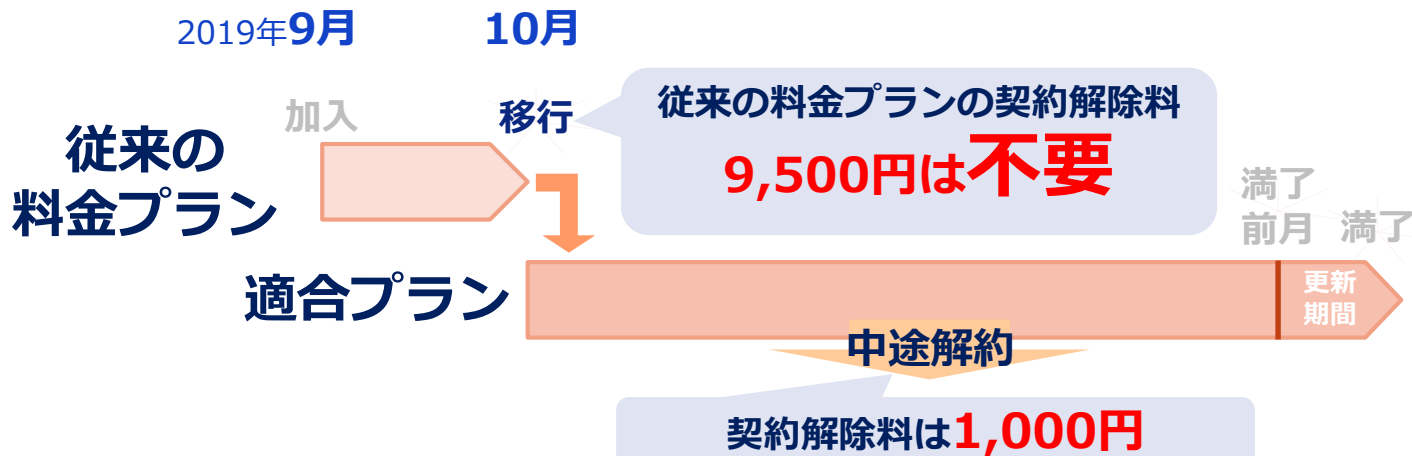 2019年9月
10月
加入
移行
従来の料金プランの契約解除料
9,500円は不要
従来の
料金プラン
満了
前月
満了
適合プラン
更新
期間
中途解約
契約解除料は1,000円